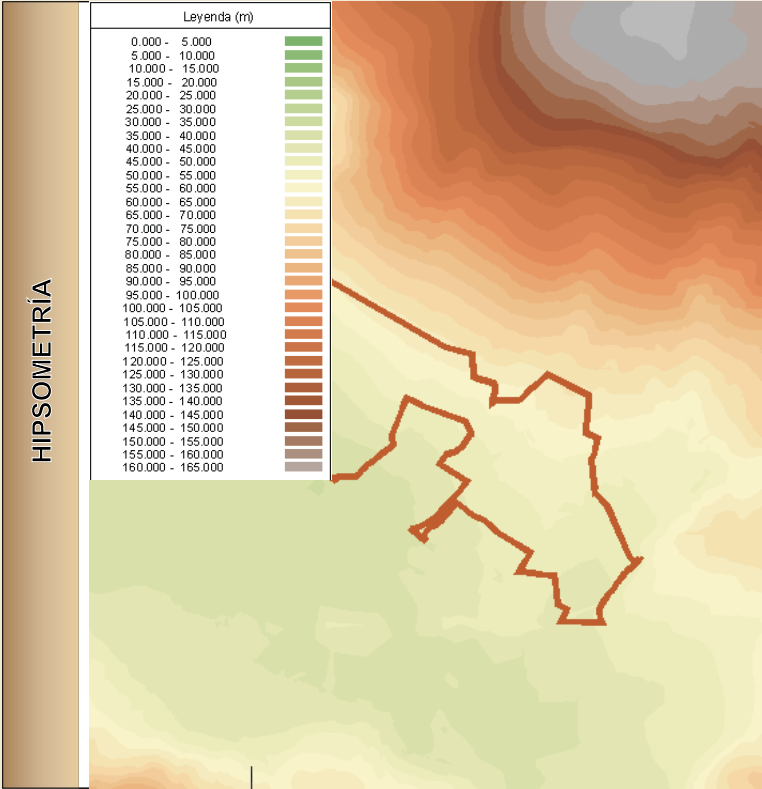 HIPSOMETRÍA
Leyenda (m)
0.000 - 5.000
5.000 - 10.000
10.000 - 15.000
15.000 - 20.000
20.000 - 25.000
25.000 - 30.000
30.000 - 35.000
35.000 - 40.000
40.000 - 45.000
45.000 - 50.000
50.000 - 55.000
55.000 - 60.000
60.000 - 65.000
65.000 - 70.000
70.000 - 75.000
75.000 - 80.000
80.000 - 85.000
85.000 - 90.000
90.000 - 95.000
95.000 - 100.000
100.000 - 105.000
105.000 - 110.000
110.000 - 115.000
115.000 - 120.000
120.000 - 125.000
125.000 - 130.000
130.000 - 135.000
135.000 - 140.000
140.000 - 145.000
145.000 - 150.000
150.000 - 155.000
155.000 - 160.000
160.000 - 165.000